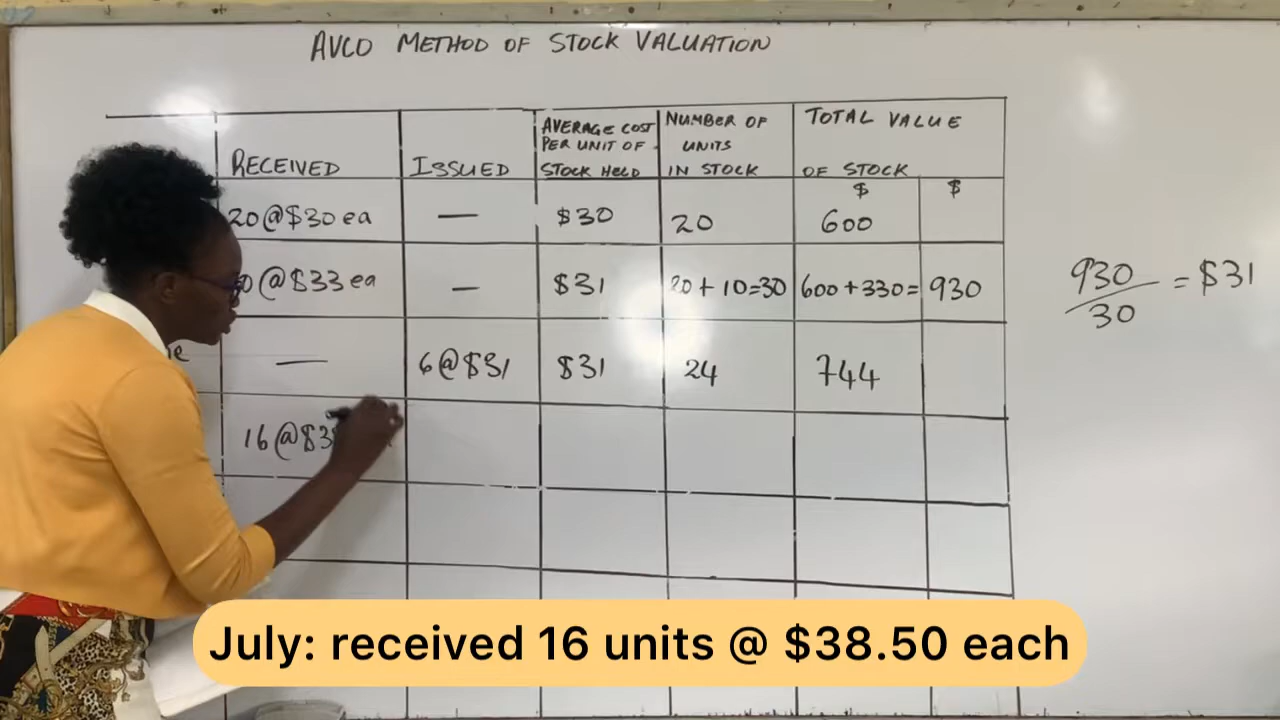 AVCO METHOD OF STOCK VALUATION
RECEIVED
ISSUED
AVERAGE COST
PER UNIT OF
STOCK HELD
NUMBER OF
UNITS
IN STOCK
TOTAL VALUE
OF STOCK
$ $
20@$30 ea — $30 20 600
0@$33 ea — $31 20+10=30 600+330= 930
— 6@$31 $31 24 744
16@$3
930
30
= $31
July: received 16 units @ $38.50 each